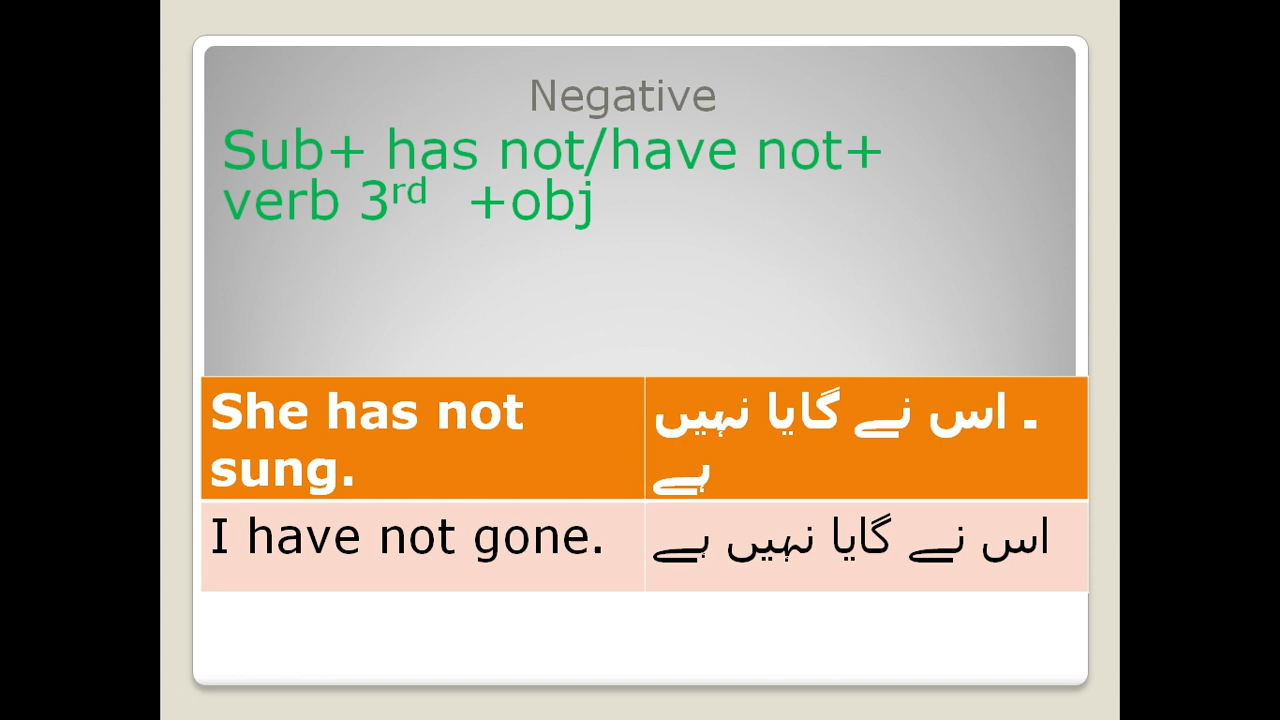 Negative
Sub+ has not/have not+
verb 3rd +obj
She has not
sung.
۔ اس نے گایا نہیں
ہے
I have not gone.
اس نے گایا نہیں ہے